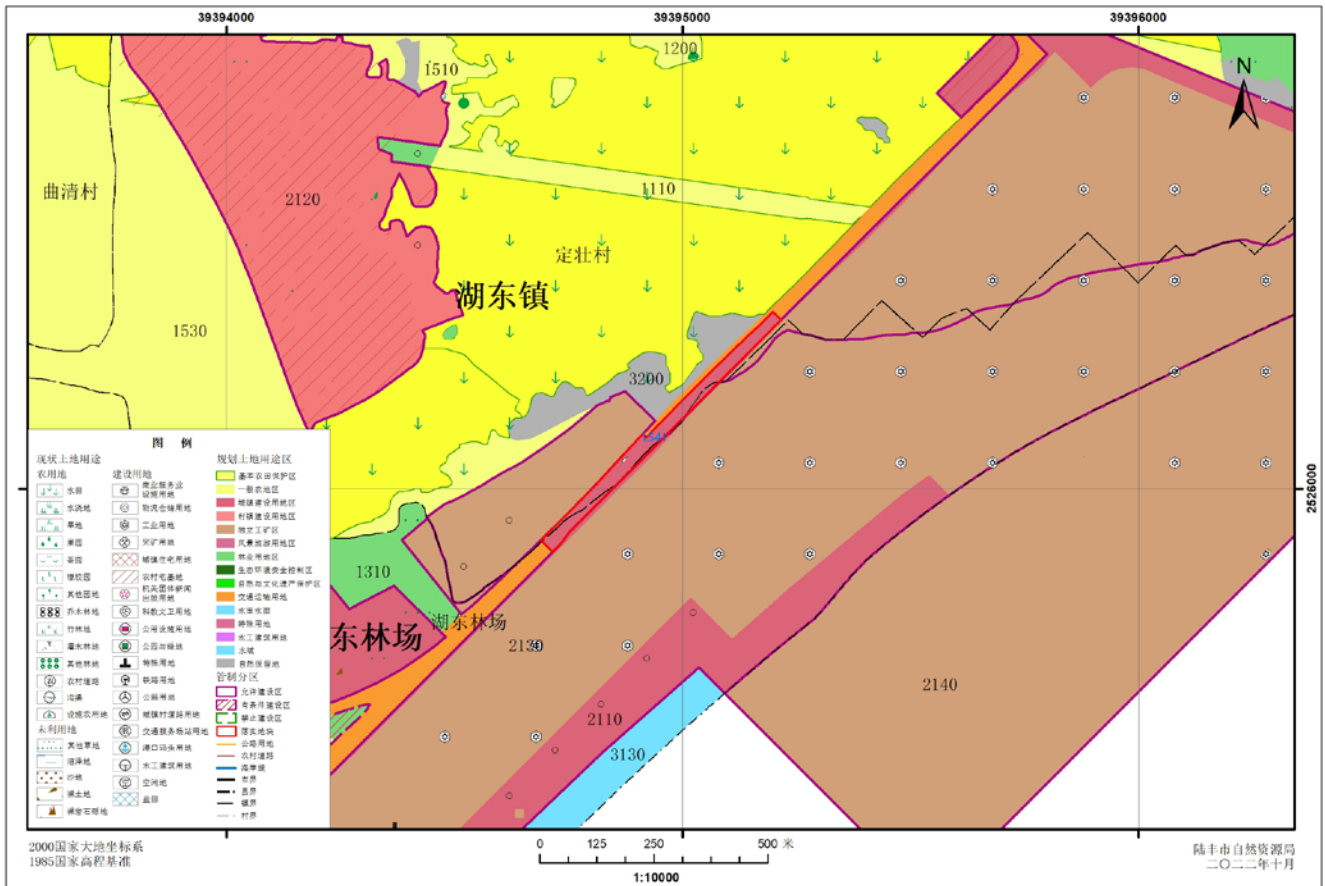 39394000
39395000
39396000
1200
1510
N
曲清村
2120
1110
定壮村
湖东镇
1530
3200
1541
2526000
1310
湖东林场
东林场
2130
2140
2110
3130
图 例
现状土地用途
农用地
水田
水浇地
旱地
果园
茶园
橡胶园
其他园地
乔木林地
竹林地
灌木林地
其他林地
农村道路
沟渠
设施农用地
未利用地
其他草地
沼泽地
沙地
裸土地
裸岩石砾地
建设用地
商业服务业
设施用地
物流仓储用地
工业用地
采矿用地
城镇住宅用地
农村宅基地
机关团体新闻
出版用地
科教文卫用地
公用设施用地
公园与绿地
特殊用地
铁路用地
公路用地
城镇村道路用地
交通服务场站用地
港口码头用地
水工建筑用地
空闲地
盐田
规划土地用途区
基本农田保护区
一般农地区
城镇建设用地区
村镇建设用地区
独立工矿区
风景旅游用地区
林业用地区
生态环境安全控制区
自然与文化遗产保护区
交通运输用地
水库水面
特殊用地
水工建筑用地
水域
自然保留地
管制分区
允许建设区
有条件建设区
禁止建设区
落实地块
公路用地
农村道路
海岸线
市界
县界
镇界
村界
2000国家大地坐标系
1985国家高程基准
0 125 250 500 米
1:10000
陆丰市自然资源局
二〇二二年十月